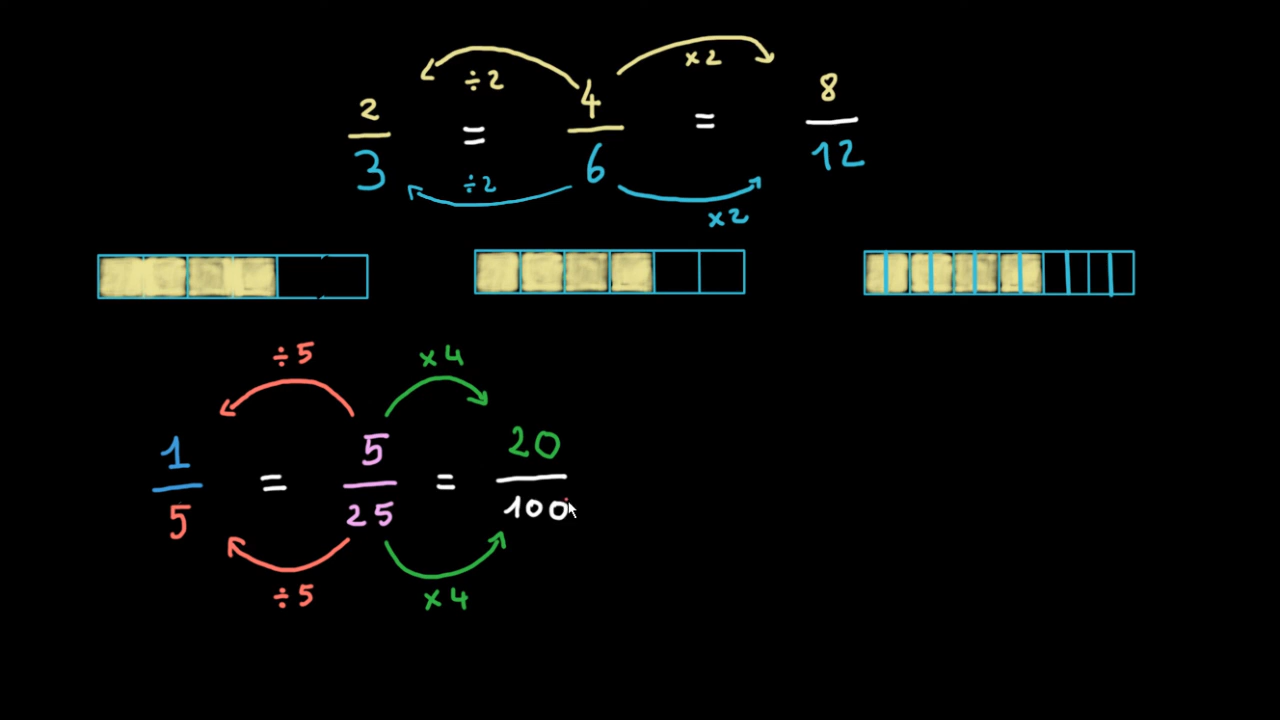 ÷2 ×2
2/3 = 4/6 = 8/12
÷2 ×2
÷5 ×4
1/5 = 5/25 = 20/100
÷5 ×4